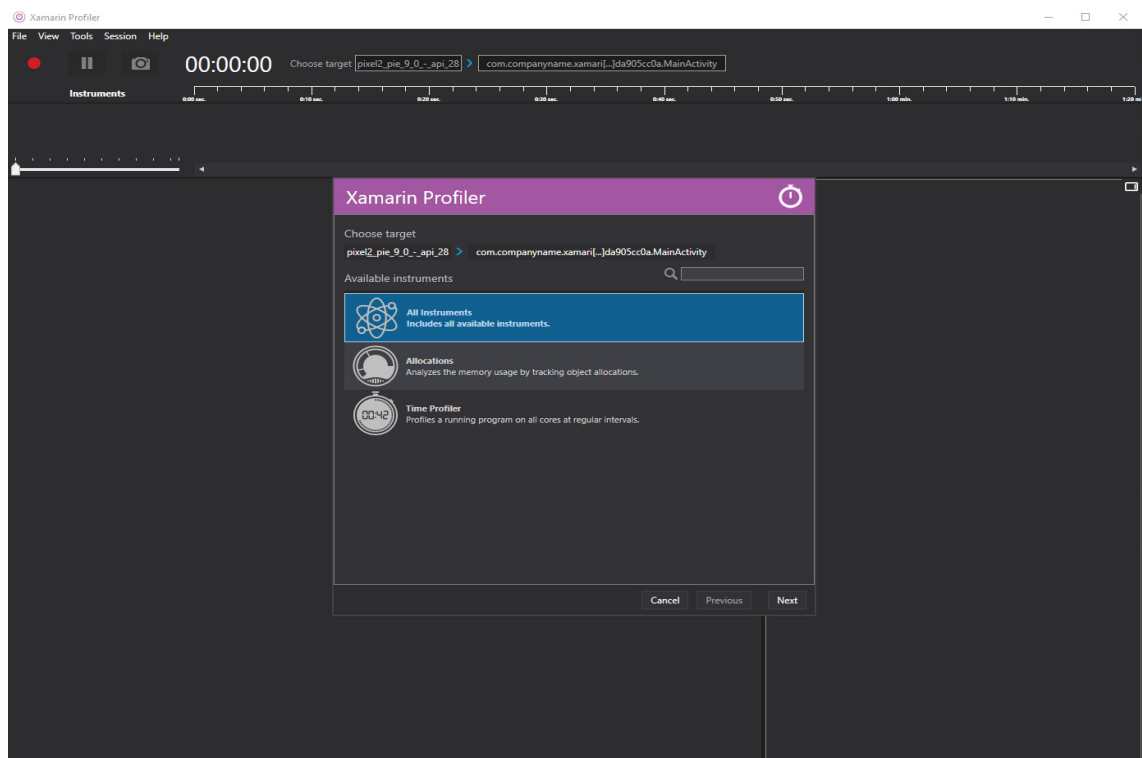 Xamarin Profiler
File View Tools Session Help
00:00:00 Choose target pixel2_pie_9_0_-_api_28 > com.companyname.xamari[...]da905cc0a.MainActivity
Instruments
0:00 sec. 0:10 sec. 0:20 sec. 0:30 sec. 0:40 sec. 0:50 sec. 1:00 min. 1:10 min. 1:20 m
Xamarin Profiler
Choose target
pixel2_pie_9_0_-_api_28 > com.companyname.xamari[...]da905cc0a.MainActivity
Available instruments
All Instruments
Includes all available instruments.
Allocations
Analyzes the memory usage by tracking object allocations.
00:42
Time Profiler
Profiles a running program on all cores at regular intervals.
Cancel Previous Next